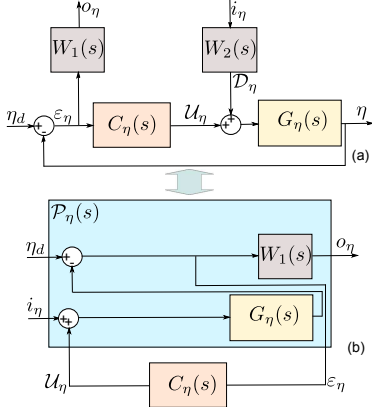 o_η i_η
W_1(s) W_2(s)
𝒟_η
η_d + - ε_η C_η(s) 𝒰_η + + G_η(s) η
(a)
𝒫_η(s)
η_d + - W_1(s) o_η
i_η + + G_η(s)
(b)
𝒰_η C_η(s) ε_η